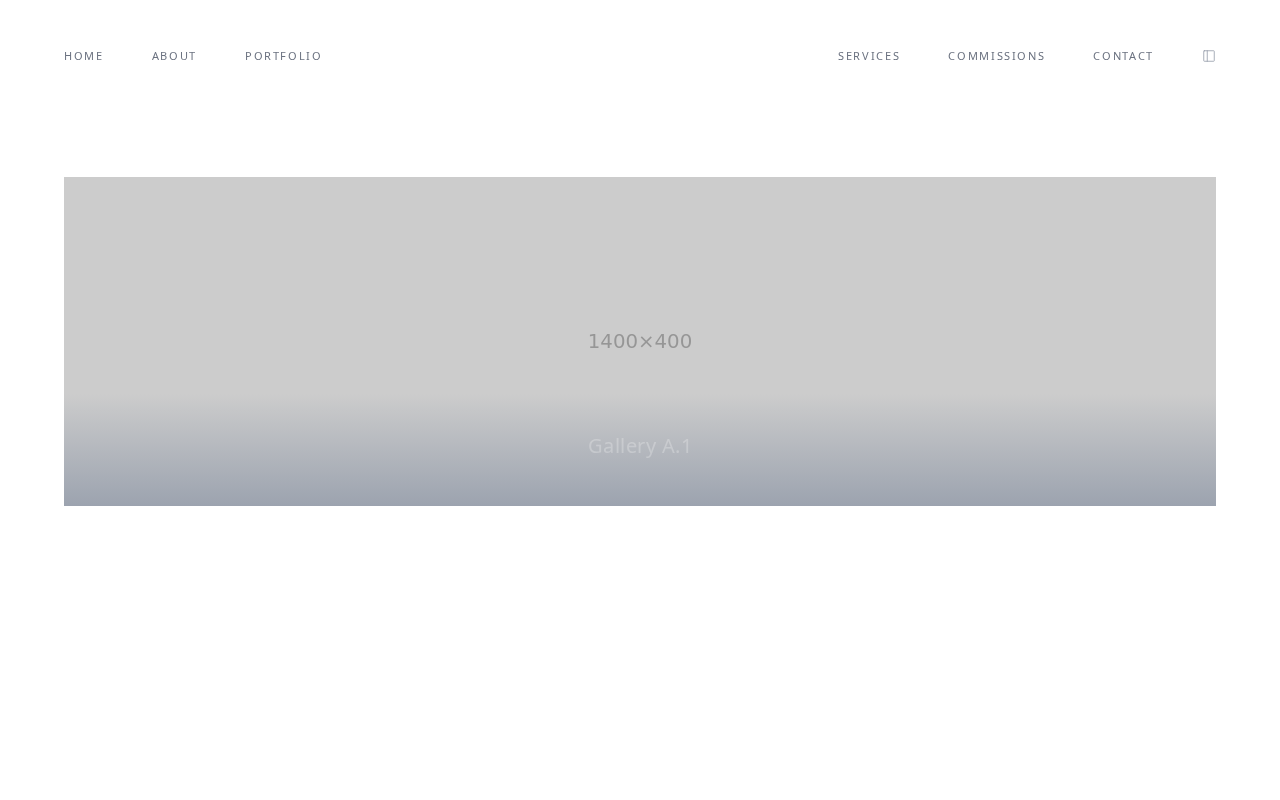 HOME ABOUT PORTFOLIO SERVICES COMMISSIONS CONTACT
1400×400
Gallery A.1